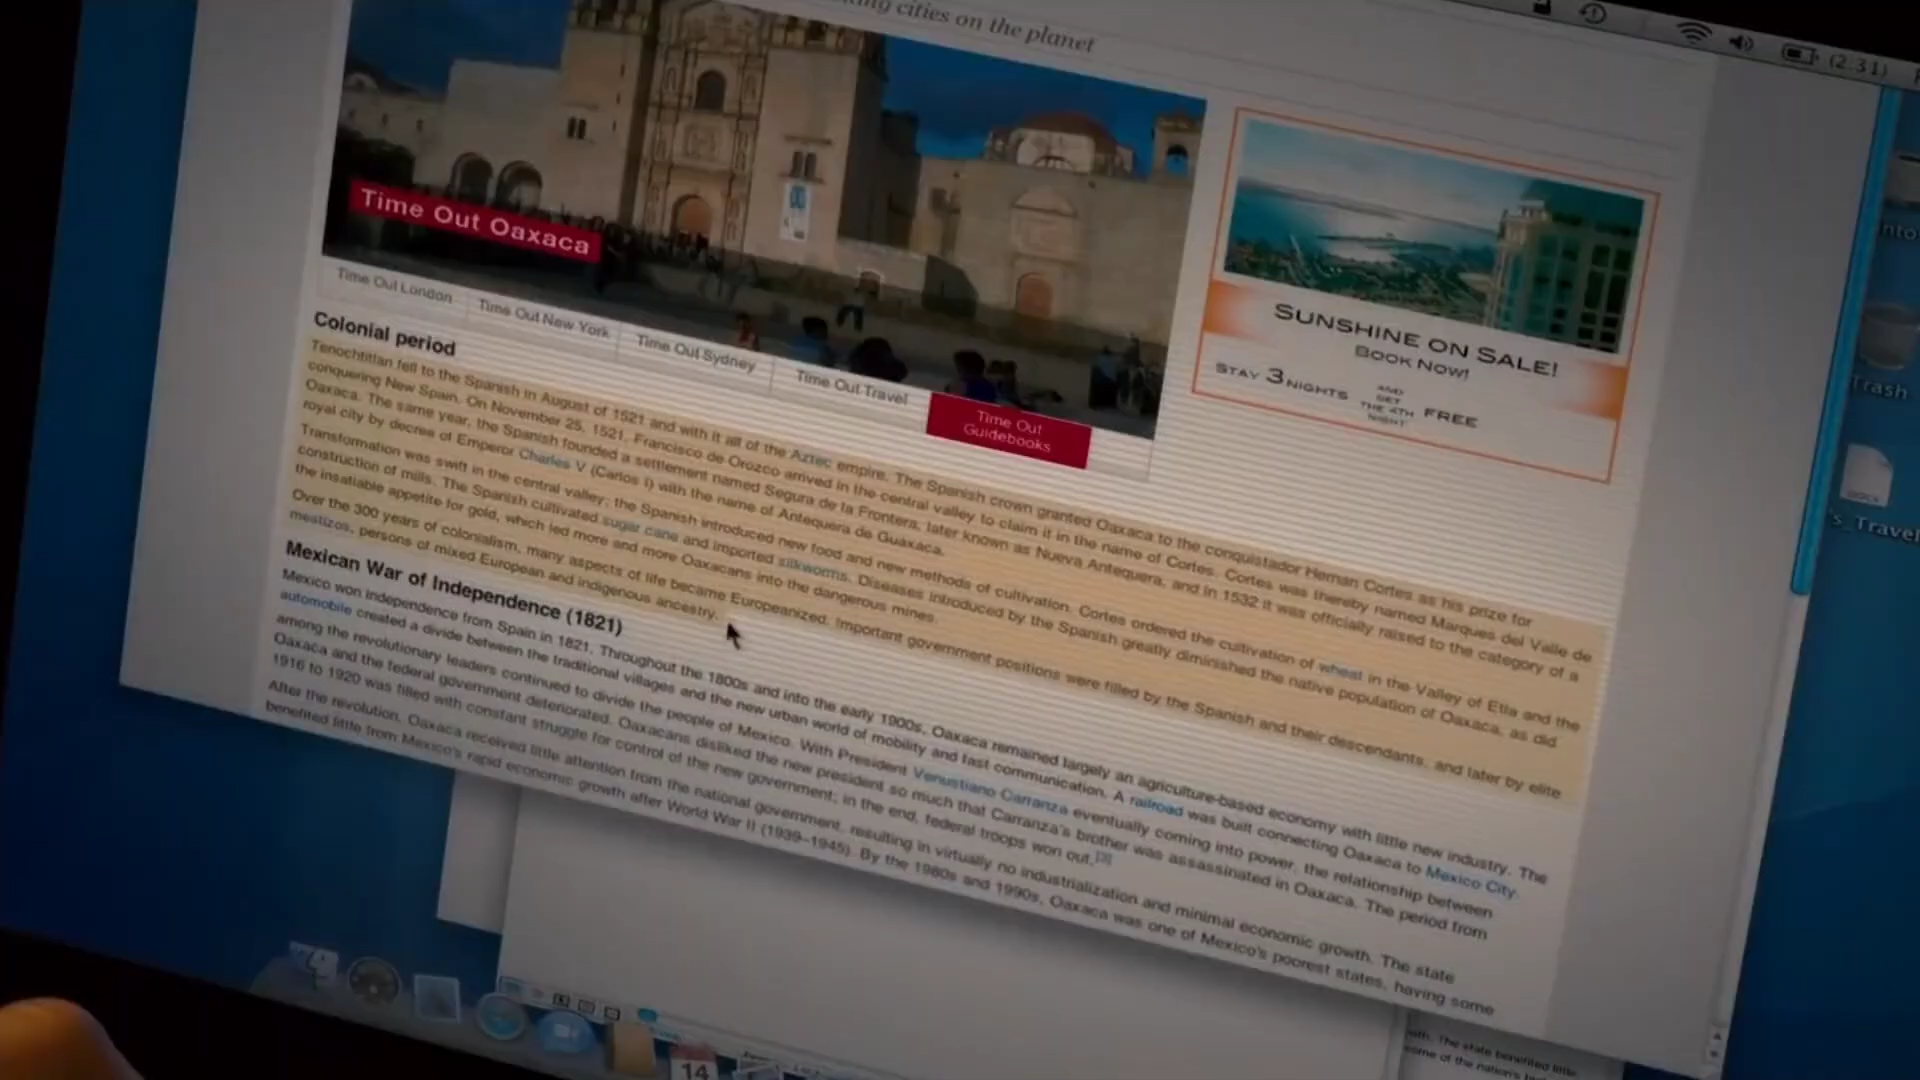 cities on the planet
(2:31)
Time Out Oaxaca
Time Out London
Time Out New York
Time Out Sydney
Time Out Travel
Time Out
Guidebooks
SUNSHINE ON SALE!
BOOK NOW!
STAY 3 NIGHTS AND GET THE 4TH NIGHT FREE
Trash
DOCX
s_Travel
Colonial period
Tenochtitlan fell to the Spanish in August of 1521 and with it all of the Aztec empire. The Spanish crown granted Oaxaca to the conquistador Hernan Cortes as his prize for
conquering New Spain. On November 25, 1521, Francisco de Orozco arrived in the central valley to claim it in the name of Cortes. Cortes was thereby named Marques del Valle de
Oaxaca. The same year, the Spanish founded a settlement named Segura de la Frontera, later known as Nueva Antequera, and in 1532 it was officially raised to the category of a
royal city by decree of Emperor Charles V (Carlos I) with the name of Antequera de Guaxaca.
Transformation was swift in the central valley; the Spanish introduced new food and new methods of cultivation. Cortes ordered the cultivation of wheat in the Valley of Etla and the
construction of mills. The Spanish cultivated sugar cane and imported silkworms. Diseases introduced by the Spanish greatly diminished the native population of Oaxaca, as did
the insatiable appetite for gold, which led more and more Oaxacans into the dangerous mines.
Over the 300 years of colonialism, many aspects of life became Europeanized. Important government positions were filled by the Spanish and their descendants, and later by elite
mestizos, persons of mixed European and indigenous ancestry.
Mexican War of Independence (1821)
Mexico won independence from Spain in 1821. Throughout the 1800s and into the early 1900s, Oaxaca remained largely an agriculture-based economy with little new industry. The
automobile created a divide between the traditional villages and the new urban world of mobility and fast communication. A railroad was built connecting Oaxaca to Mexico City.
among the revolutionary leaders continued to divide the people of Mexico. With President Venustiano Carranza eventually coming into power, the relationship between
Oaxaca and the federal government deteriorated. Oaxacans disliked the new president so much that Carranza's brother was assassinated in Oaxaca. The period from
1916 to 1920 was filled with constant struggle for control of the new government; in the end, federal troops won out.[3]
After the revolution, Oaxaca received little attention from the national government, resulting in virtually no industrialization and minimal economic growth. The state
benefited little from Mexico's rapid economic growth after World War II (1939–1945). By the 1980s and 1990s, Oaxaca was one of Mexico's poorest states, having some
The state benefited little
some of the nation's
14